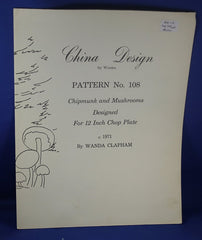 China Design
by Wanda
PATTERN No. 108
Chipmunk and Mushrooms
Designed
For 12 Inch Chop Plate
c 1971
By WANDA CLAPHAM